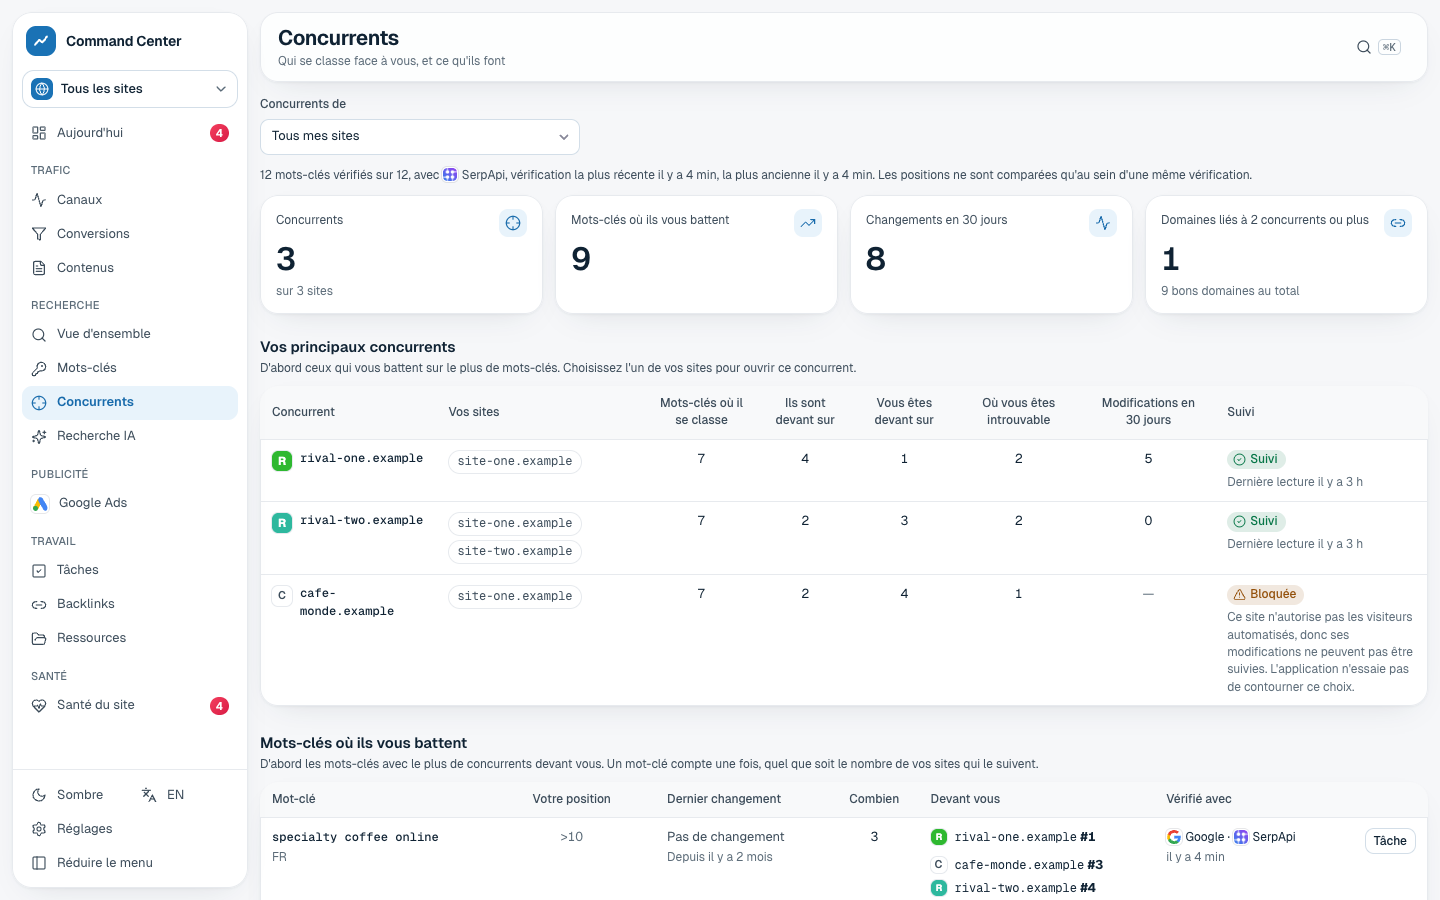 Command Center
Tous les sites
Aujourd'hui 4
TRAFIC
Canaux
Conversions
Contenus
RECHERCHE
Vue d'ensemble
Mots-clés
Concurrents
Recherche IA
PUBLICITÉ
Google Ads
TRAVAIL
Tâches
Backlinks
Ressources
SANTÉ
Santé du site 4
Sombre EN
Réglages
Réduire le menu
Concurrents
Qui se classe face à vous, et ce qu'ils font
⌘K
Concurrents de
Tous mes sites
12 mots-clés vérifiés sur 12, avec SerpApi, vérification la plus récente il y a 4 min, la plus ancienne il y a 4 min. Les positions ne sont comparées qu'au sein d'une même vérification.
Concurrents
3
sur 3 sites
Mots-clés où ils vous battent
9
Changements en 30 jours
8
Domaines liés à 2 concurrents ou plus
1
9 bons domaines au total
Vos principaux concurrents
D'abord ceux qui vous battent sur le plus de mots-clés. Choisissez l'un de vos sites pour ouvrir ce concurrent.
Concurrent Vos sites Mots-clés où il se classe Ils sont devant sur Vous êtes devant sur Où vous êtes introuvable Modifications en 30 jours Suivi
R rival-one.example site-one.example 7 4 1 2 5 Suivi
Dernière lecture il y a 3 h
R rival-two.example site-one.example 7 2 3 2 0 Suivi
site-two.example Dernière lecture il y a 3 h
C cafe-monde.example site-one.example 7 2 4 1 — Bloquée
Ce site n'autorise pas les visiteurs
automatisés, donc ses
modifications ne peuvent pas être
suivies. L'application n'essaie pas
de contourner ce choix.
Mots-clés où ils vous battent
D'abord les mots-clés avec le plus de concurrents devant vous. Un mot-clé compte une fois, quel que soit le nombre de vos sites qui le suivent.
Mot-clé Votre position Dernier changement Combien Devant vous Vérifié avec
specialty coffee online >10 Pas de changement 3 R rival-one.example #1 Google · SerpApi Tâche
FR Depuis il y a 2 mois il y a 4 min
C cafe-monde.example #3
R rival-two.example #4